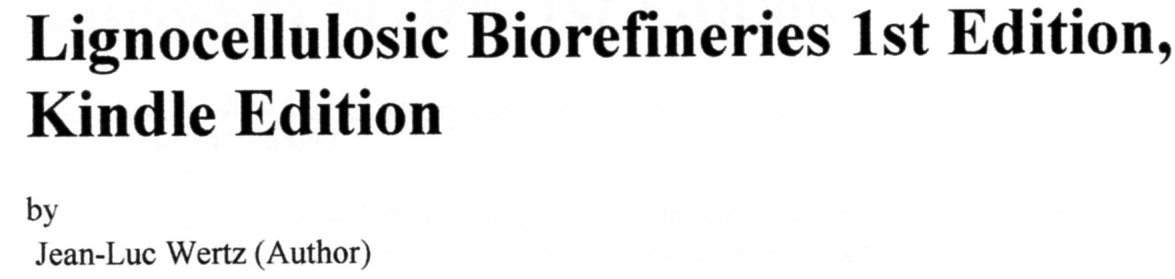 Lignocellulosic Biorefineries 1st Edition,
Kindle Edition
by
Jean-Luc Wertz (Author)